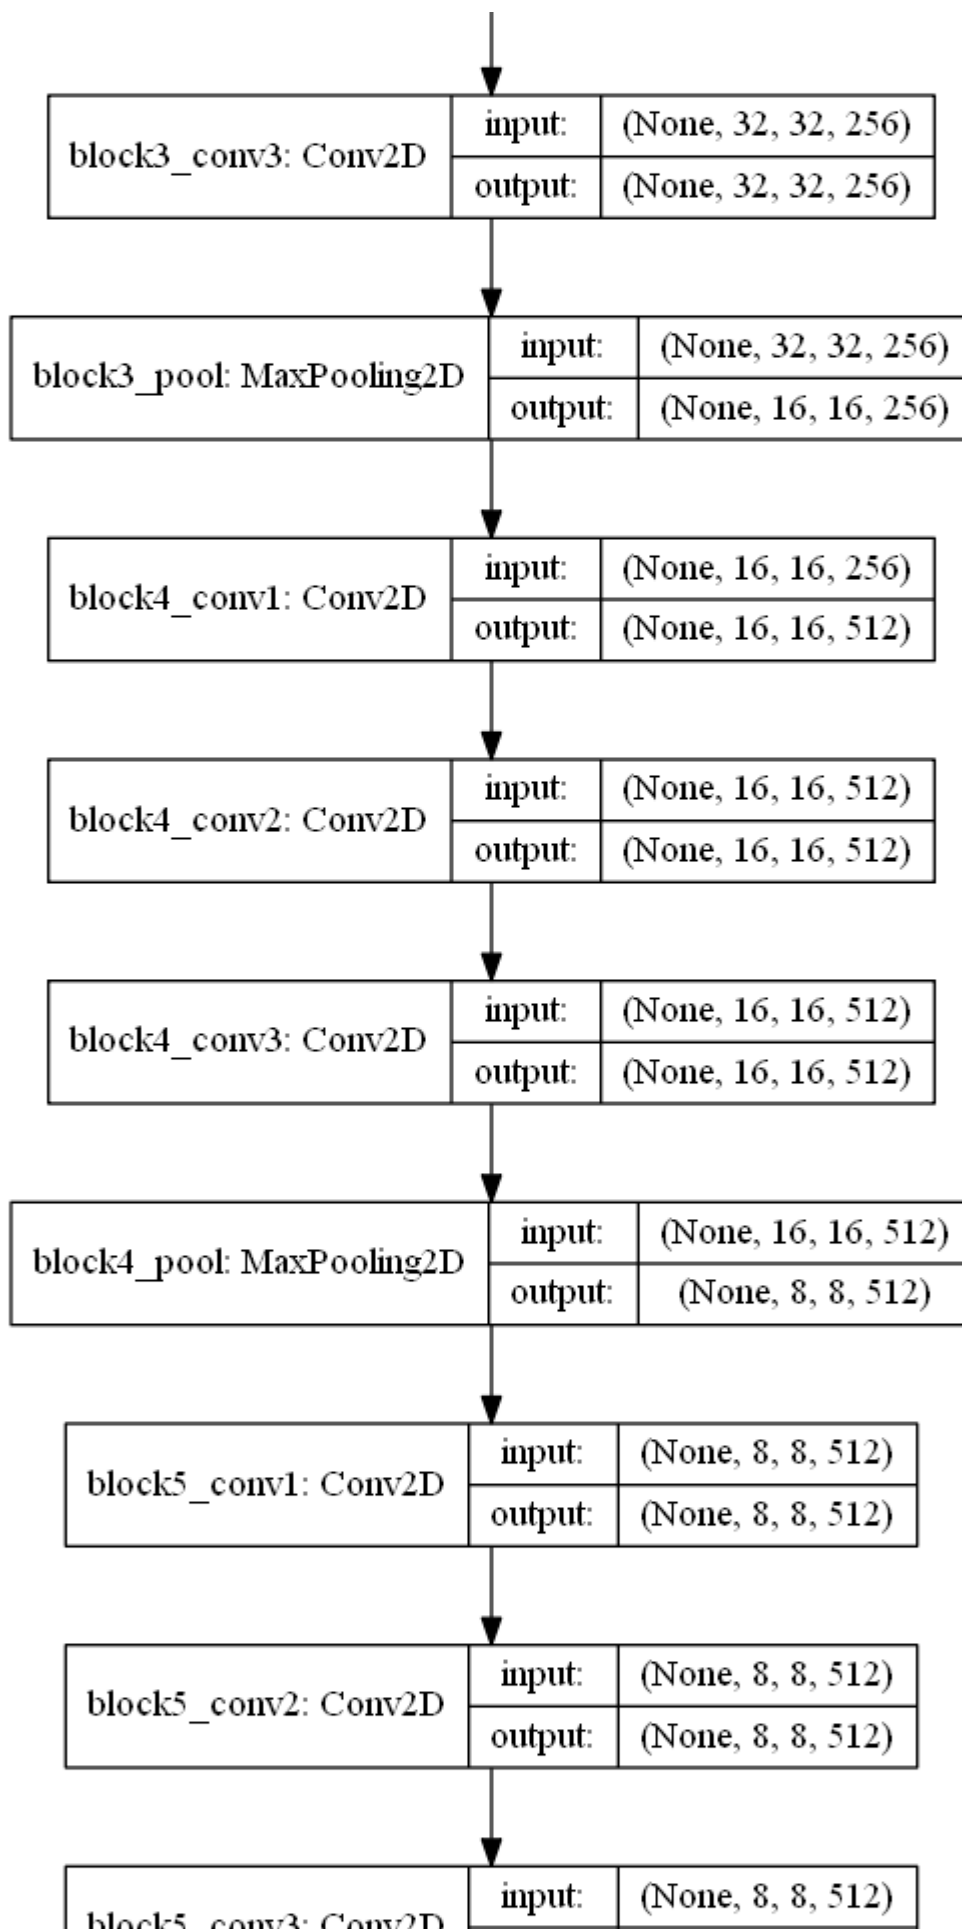 block3_conv3: Conv2D
input: (None, 32, 32, 256)
output: (None, 32, 32, 256)
block3_pool: MaxPooling2D
input: (None, 32, 32, 256)
output: (None, 16, 16, 256)
block4_conv1: Conv2D
input: (None, 16, 16, 256)
output: (None, 16, 16, 512)
block4_conv2: Conv2D
input: (None, 16, 16, 512)
output: (None, 16, 16, 512)
block4_conv3: Conv2D
input: (None, 16, 16, 512)
output: (None, 16, 16, 512)
block4_pool: MaxPooling2D
input: (None, 16, 16, 512)
output: (None, 8, 8, 512)
block5_conv1: Conv2D
input: (None, 8, 8, 512)
output: (None, 8, 8, 512)
block5_conv2: Conv2D
input: (None, 8, 8, 512)
output: (None, 8, 8, 512)
block5_conv3: Conv2D
input: (None, 8, 8, 512)